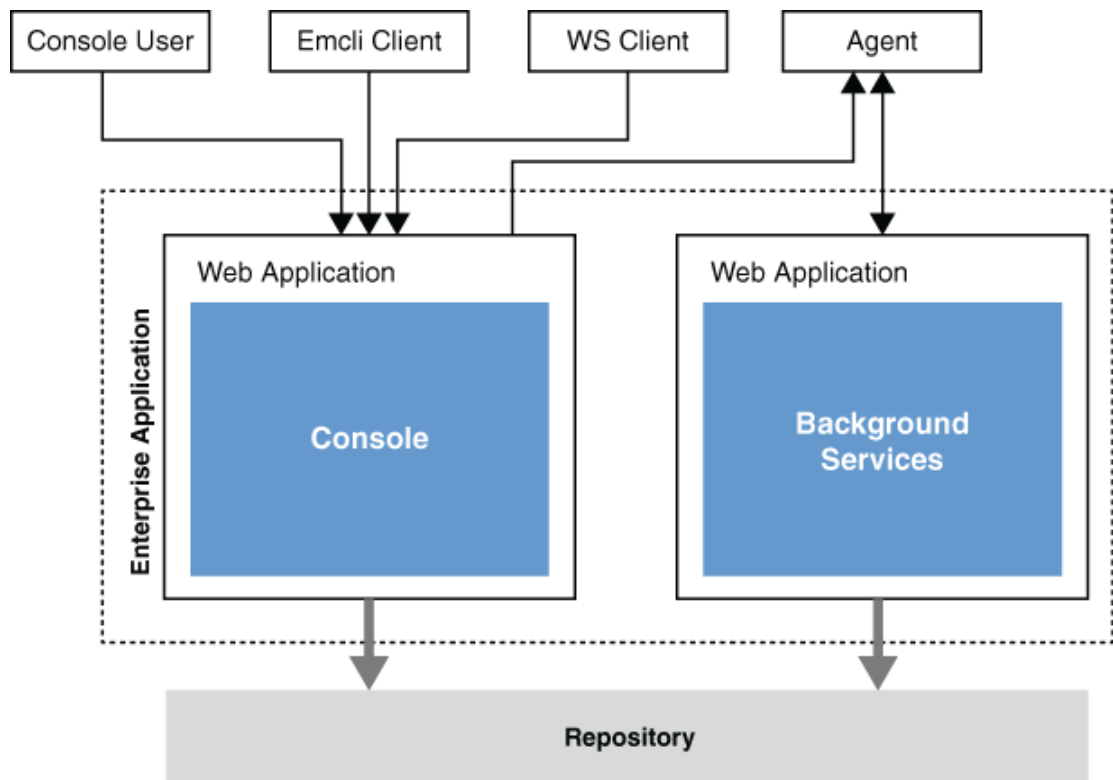 Console User
Emcli Client
WS Client
Agent
Enterprise Application
Web Application
Console
Web Application
Background
Services
Repository